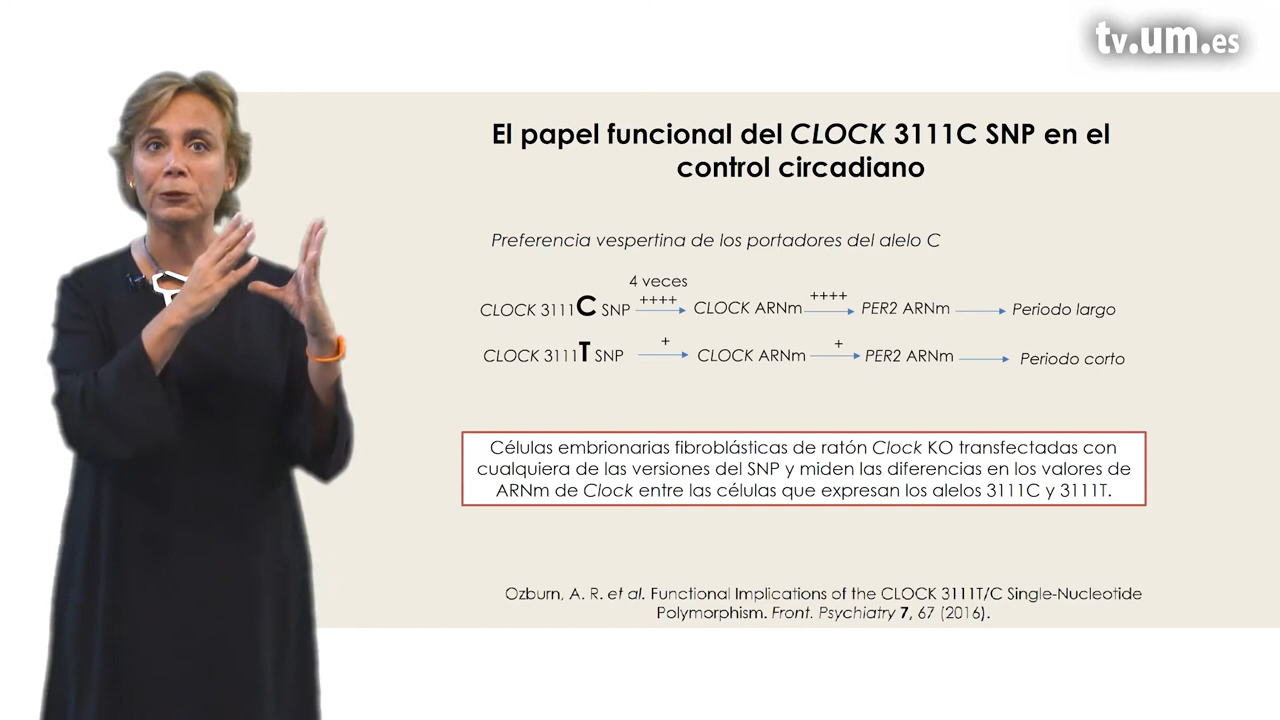 tv.um.es
El papel funcional del CLOCK 3111C SNP en el
control circadiano
Preferencia vespertina de los portadores del alelo C
4 veces
CLOCK 3111C SNP ++++ CLOCK ARNm ++++ PER2 ARNm Periodo largo
CLOCK 3111T SNP + CLOCK ARNm + PER2 ARNm Periodo corto
Células embrionarias fibroblásticas de ratón Clock KO transfectadas con
cualquiera de las versiones del SNP y miden las diferencias en los valores de
ARNm de Clock entre las células que expresan los alelos 3111C y 3111T.
Ozburn, A. R. et al. Functional Implications of the CLOCK 3111T/C Single-Nucleotide
Polymorphism. Front. Psychiatry 7, 67 (2016).